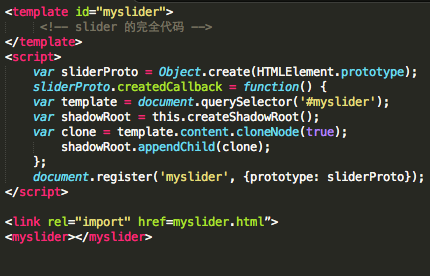 <template id="myslider">
<!-- slider 的完全代码 -->
</template>
<script>
var sliderProto = Object.create(HTMLElement.prototype);
sliderProto.createdCallback = function() {
var template = document.querySelector('#myslider');
var shadowRoot = this.createShadowRoot();
var clone = template.content.cloneNode(true);
shadowRoot.appendChild(clone);
};
document.register('myslider', {prototype: sliderProto});
</script>
<link rel="import" href=myslider.html”>
<myslider></myslider>